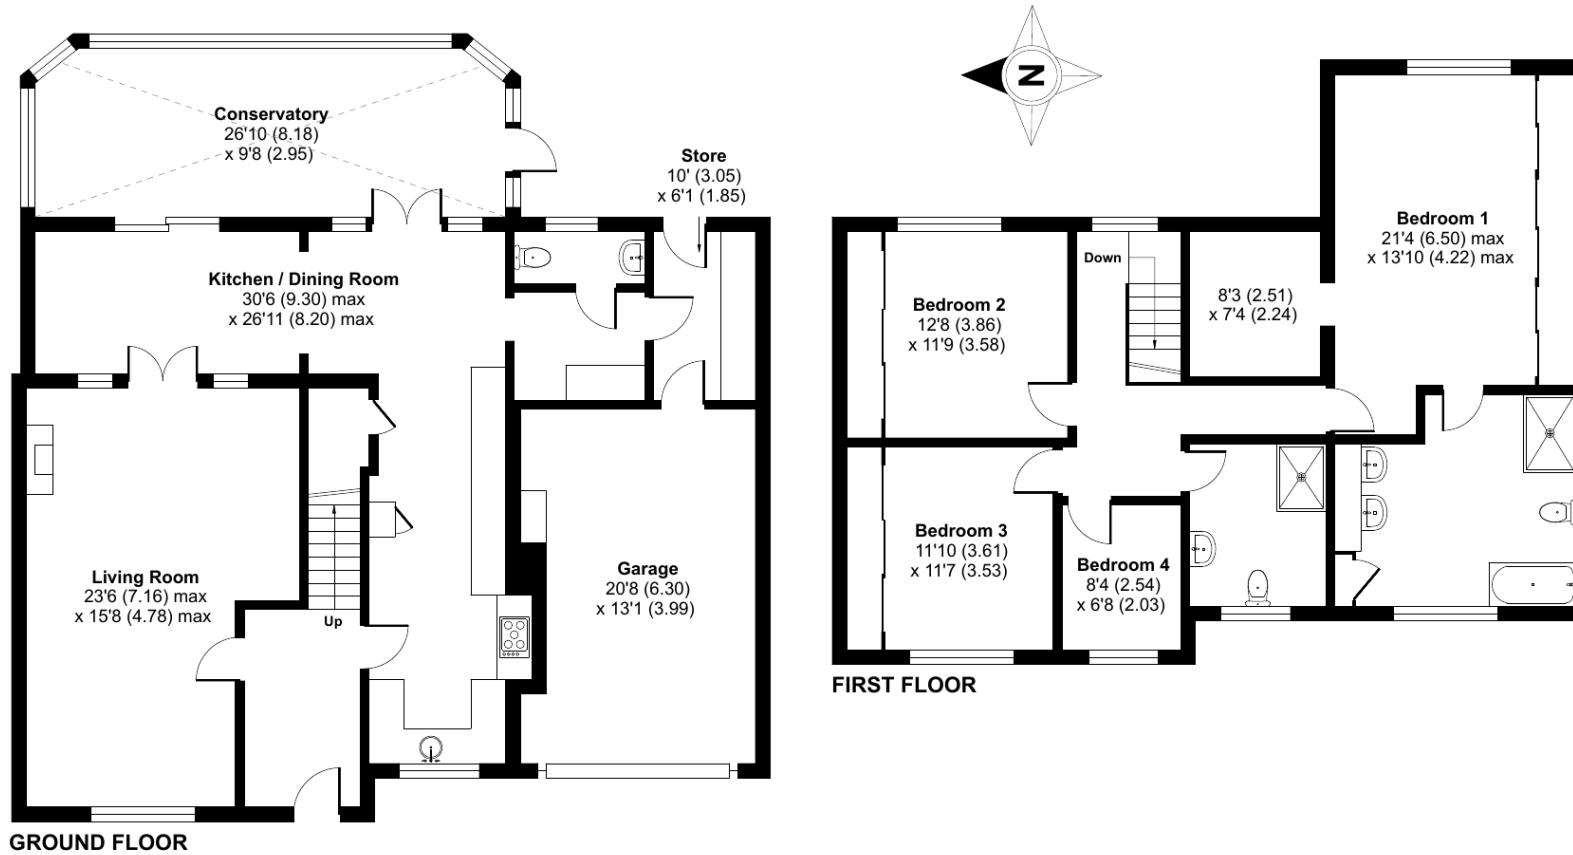 Conservatory
26'10 (8.18)
x 9'8 (2.95)
Store
10' (3.05)
x 6'1 (1.85)
Kitchen / Dining Room
30'6 (9.30) max
x 26'11 (8.20) max
Living Room
23'6 (7.16) max
x 15'8 (4.78) max
Up
Garage
20'8 (6.30)
x 13'1 (3.99)
GROUND FLOOR
N
Bedroom 1
21'4 (6.50) max
x 13'10 (4.22) max
Down
8'3 (2.51)
x 7'4 (2.24)
Bedroom 2
12'8 (3.86)
x 11'9 (3.58)
Bedroom 3
11'10 (3.61)
x 11'7 (3.53)
Bedroom 4
8'4 (2.54)
x 6'8 (2.03)
FIRST FLOOR